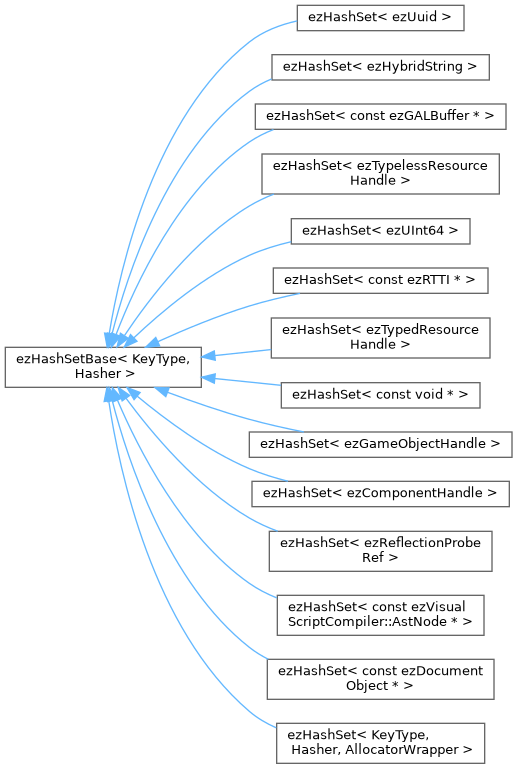 ezHashSet< ezUuid >
ezHashSet< ezHybridString >
ezHashSet< const ezGALBuffer * >
ezHashSet< ezTypelessResource
Handle >
ezHashSet< ezUInt64 >
ezHashSet< const ezRTTI * >
ezHashSet< ezTypedResource
Handle >
ezHashSetBase< KeyType,
Hasher >
ezHashSet< const void * >
ezHashSet< ezGameObjectHandle >
ezHashSet< ezComponentHandle >
ezHashSet< ezReflectionProbe
Ref >
ezHashSet< const ezVisual
ScriptCompiler::AstNode * >
ezHashSet< const ezDocument
Object * >
ezHashSet< KeyType,
Hasher, AllocatorWrapper >